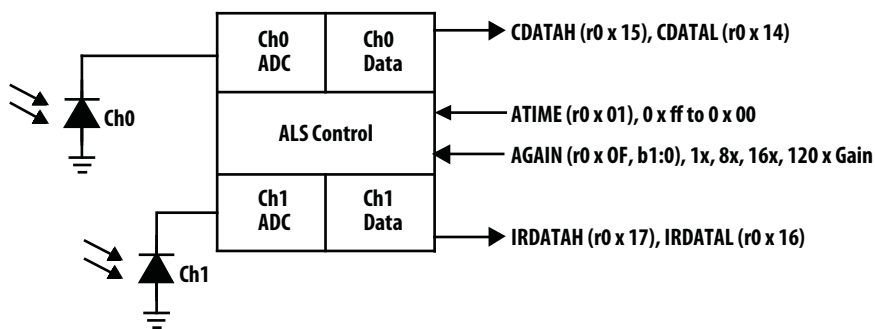 Ch0
ADC
Ch0
Data
CDATAH (r0 x 15), CDATAL (r0 x 14)
Ch0
ALS Control
ATIME (r0 x 01), 0 x ff to 0 x 00
AGAIN (r0 x OF, b1:0), 1x, 8x, 16x, 120 x Gain
Ch1
ADC
Ch1
Data
IRDATAH (r0 x 17), IRDATAL (r0 x 16)
Ch1